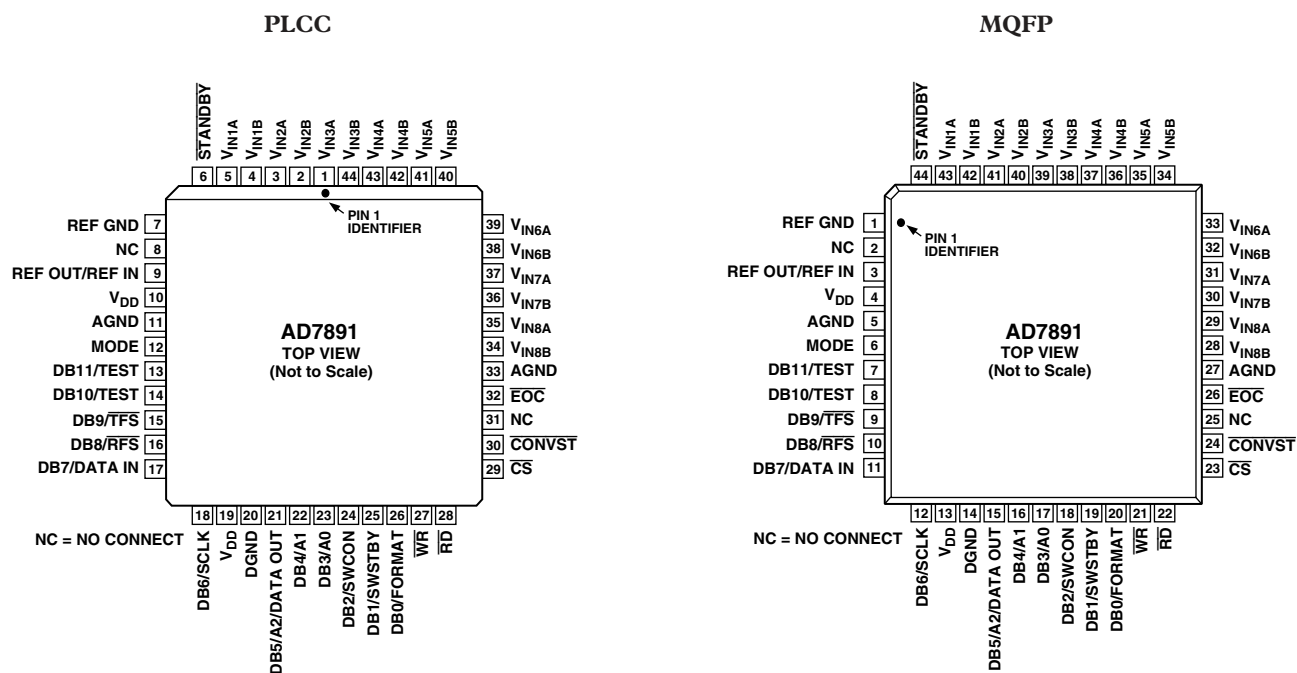 PLCC
STANDBY
VIN1A
VIN1B
VIN2A
VIN2B
VIN3A
VIN3B
VIN4A
VIN4B
VIN5A
VIN5B
6 5 4 3 2 1 44 43 42 41 40
PIN 1
IDENTIFIER
REF GND 7
NC 8
REF OUT/REF IN 9
VDD 10
AGND 11
MODE 12
DB11/TEST 13
DB10/TEST 14
DB9/TFS 15
DB8/RFS 16
DB7/DATA IN 17
AD7891
TOP VIEW
(Not to Scale)
39 VIN6A
38 VIN6B
37 VIN7A
36 VIN7B
35 VIN8A
34 VIN8B
33 AGND
32 EOC
31 NC
30 CONVST
29 CS
18 19 20 21 22 23 24 25 26 27 28
NC = NO CONNECT
DB6/SCLK
VDD
DGND
DB5/A2/DATA OUT
DB4/A1
DB3/A0
DB2/SWCON
DB1/SWSTBY
DB0/FORMAT
WR
RD
MQFP
STANDBY
VIN1A
VIN1B
VIN2A
VIN2B
VIN3A
VIN3B
VIN4A
VIN4B
VIN5A
VIN5B
44 43 42 41 40 39 38 37 36 35 34
PIN 1
IDENTIFIER
REF GND 1
NC 2
REF OUT/REF IN 3
VDD 4
AGND 5
MODE 6
DB11/TEST 7
DB10/TEST 8
DB9/TFS 9
DB8/RFS 10
DB7/DATA IN 11
AD7891
TOP VIEW
(Not to Scale)
33 VIN6A
32 VIN6B
31 VIN7A
30 VIN7B
29 VIN8A
28 VIN8B
27 AGND
26 EOC
25 NC
24 CONVST
23 CS
12 13 14 15 16 17 18 19 20 21 22
NC = NO CONNECT
DB6/SCLK
VDD
DGND
DB5/A2/DATA OUT
DB4/A1
DB3/A0
DB2/SWCON
DB1/SWSTBY
DB0/FORMAT
WR
RD